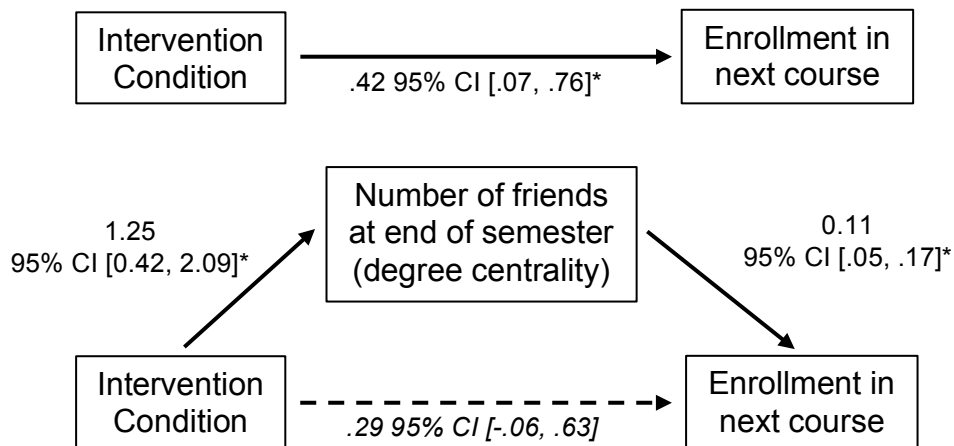 Intervention
Condition
.42 95% CI [.07, .76]*
Enrollment in
next course
1.25
95% CI [0.42, 2.09]*
Number of friends
at end of semester
(degree centrality)
0.11
95% CI [.05, .17]*
Intervention
Condition
.29 95% CI [-.06, .63]
Enrollment in
next course